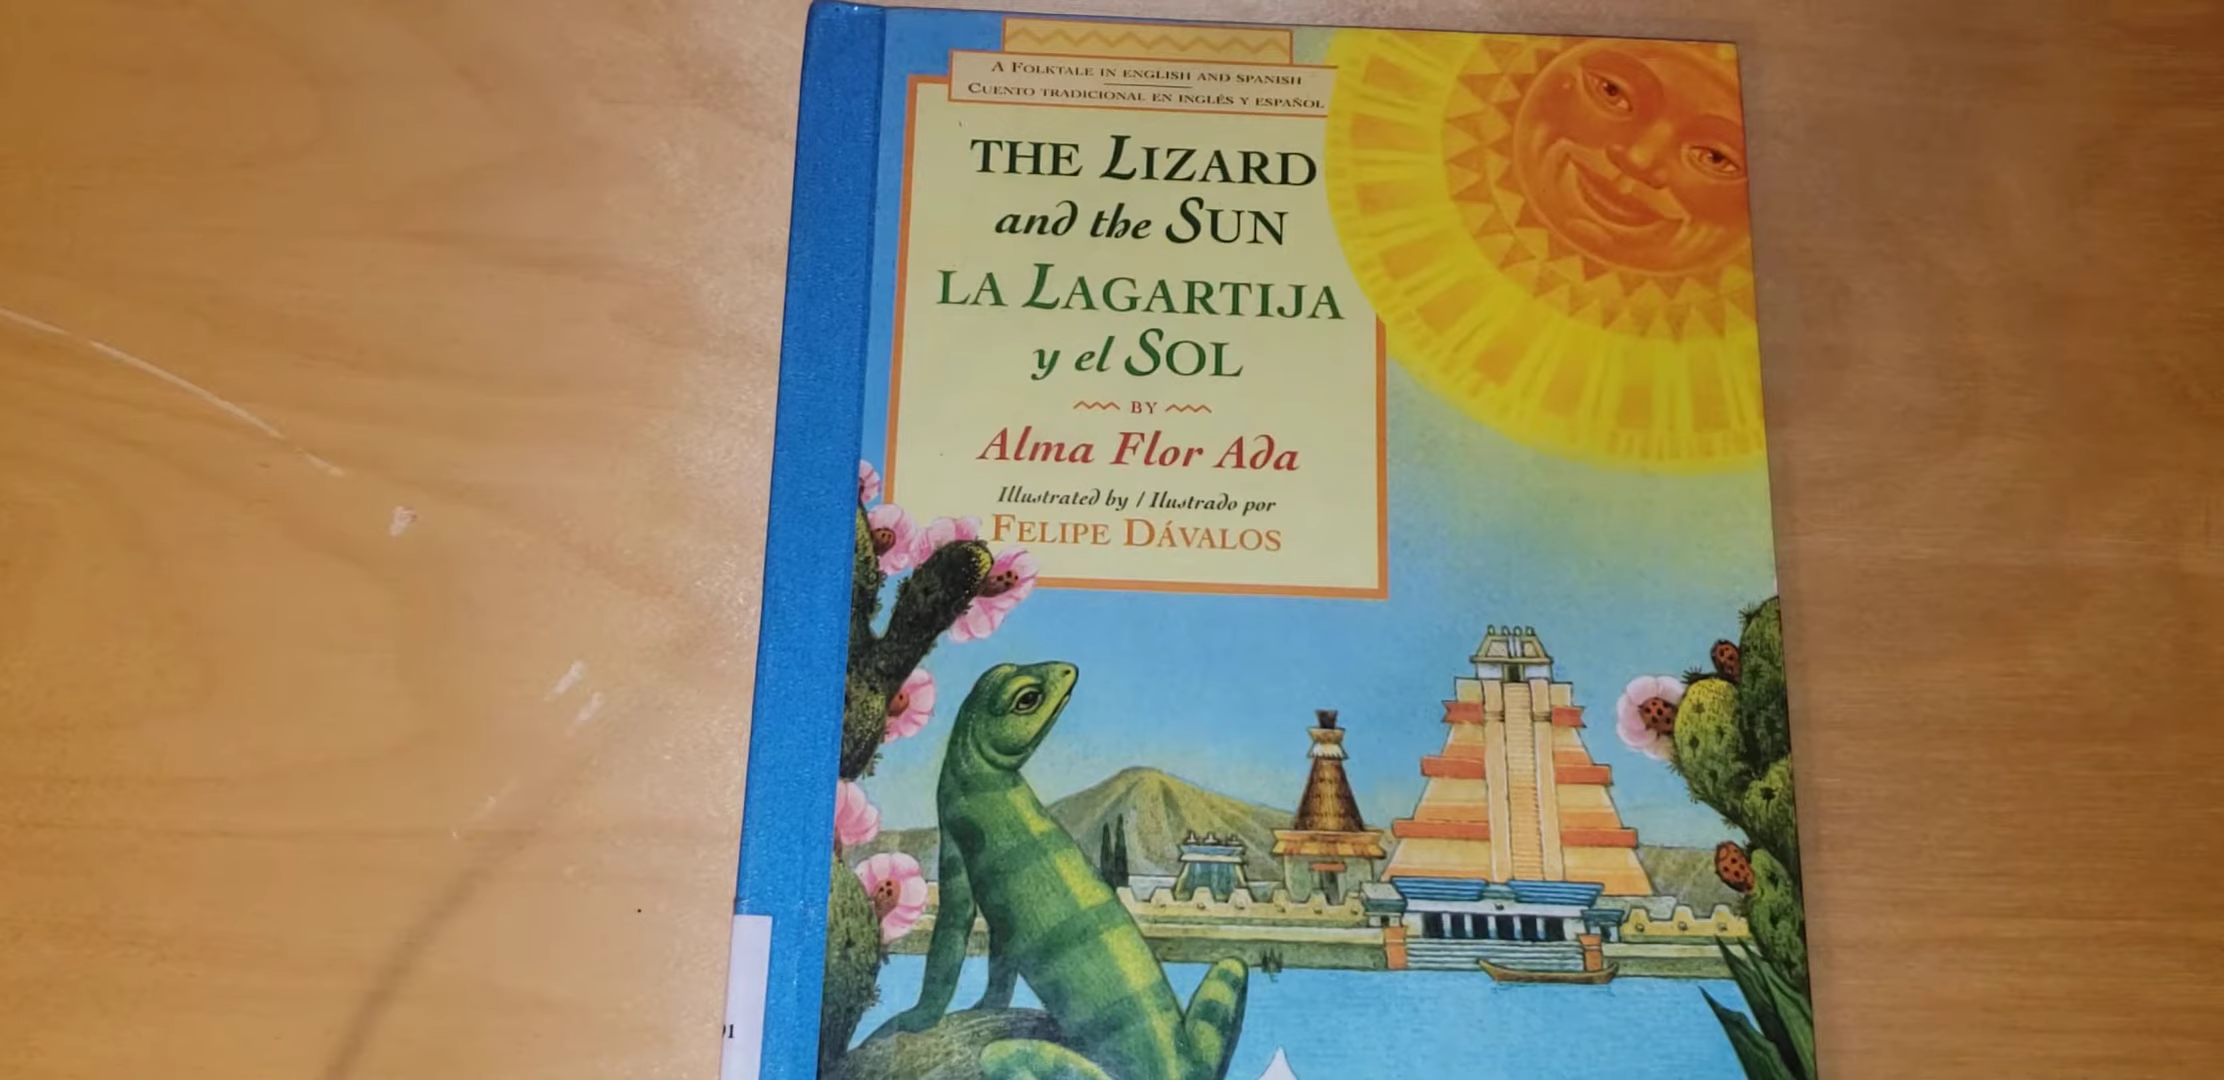 A FOLKTALE IN ENGLISH AND SPANISH
CUENTO TRADICIONAL EN INGLÉS Y ESPAÑOL
THE LIZARD
and the SUN
LA LAGARTIJA
y el SOL
BY
Alma Flor Ada
Illustrated by / Ilustrado por
FELIPE DÁVALOS